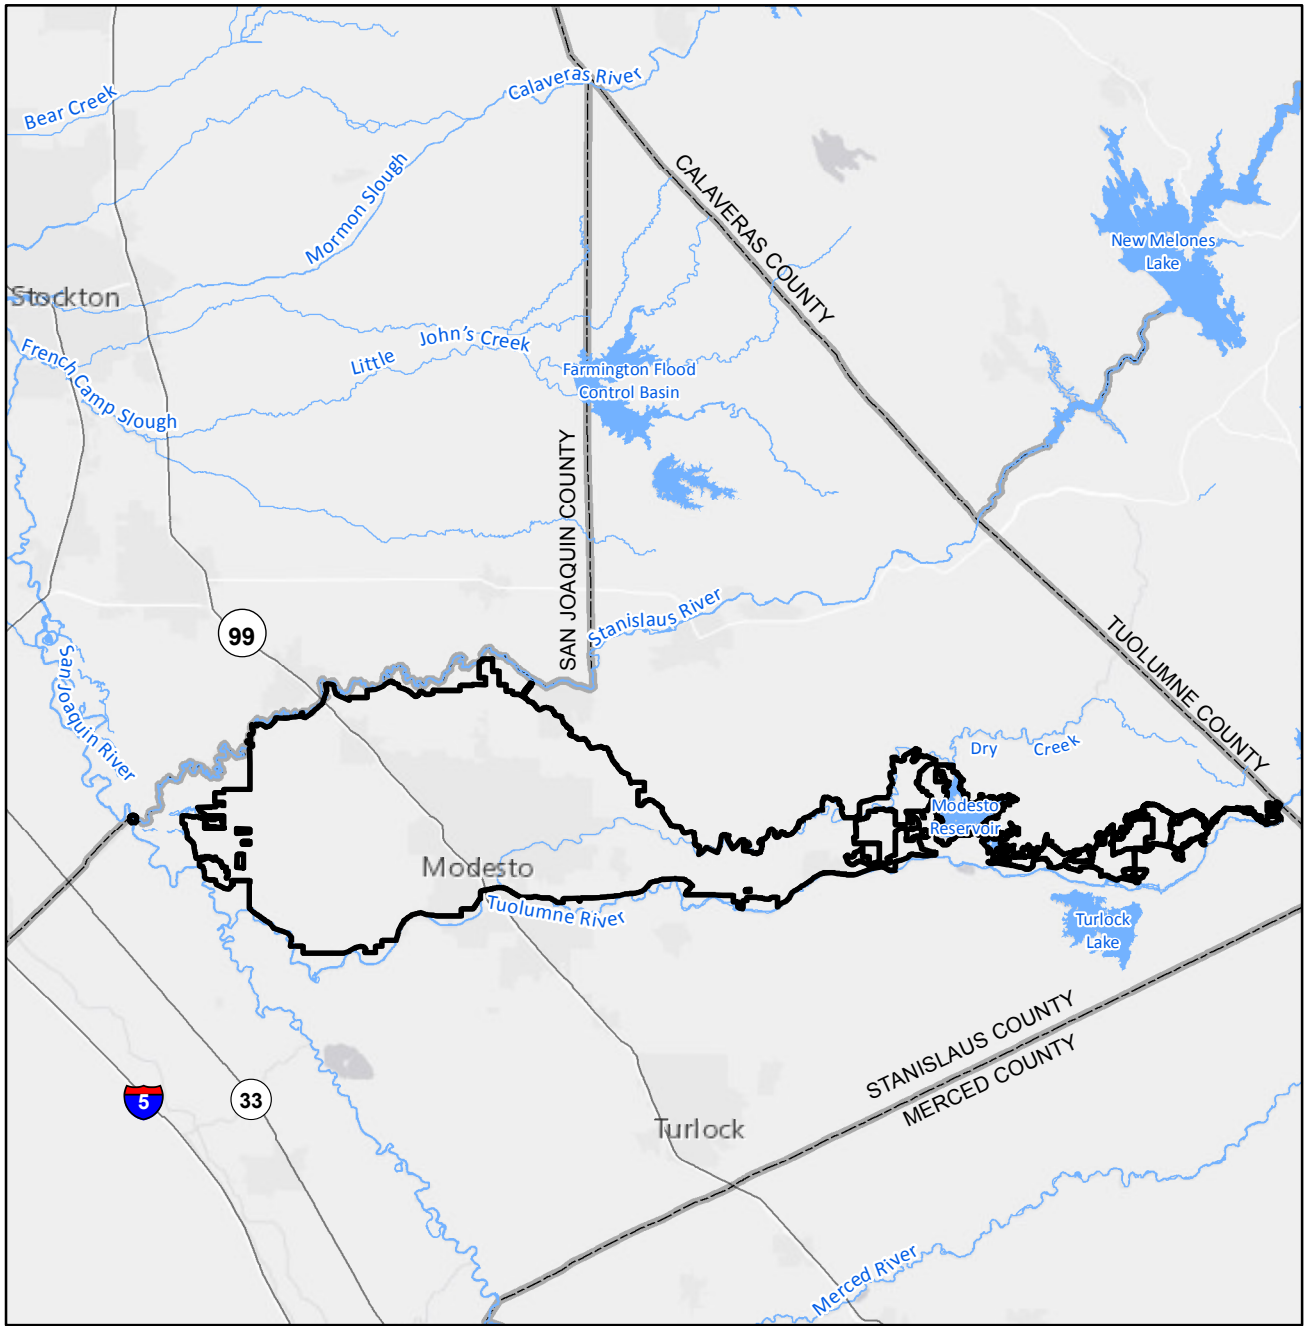 Bear Creek
Calaveras River
Mormon Slough
CALAVERAS COUNTY
New Melones
Lake
Stockton
French Camp Slough
Little John's Creek
Farmington Flood
Control Basin
SAN JOAQUIN COUNTY
Stanislaus River
99
TUOLUMNE COUNTY
San Joaquin River
Dry Creek
Modesto
Reservoir
Modesto
Tuolumne River
Turlock
Lake
STANISLAUS COUNTY
MERCED COUNTY
5
33
Turlock
Merced River